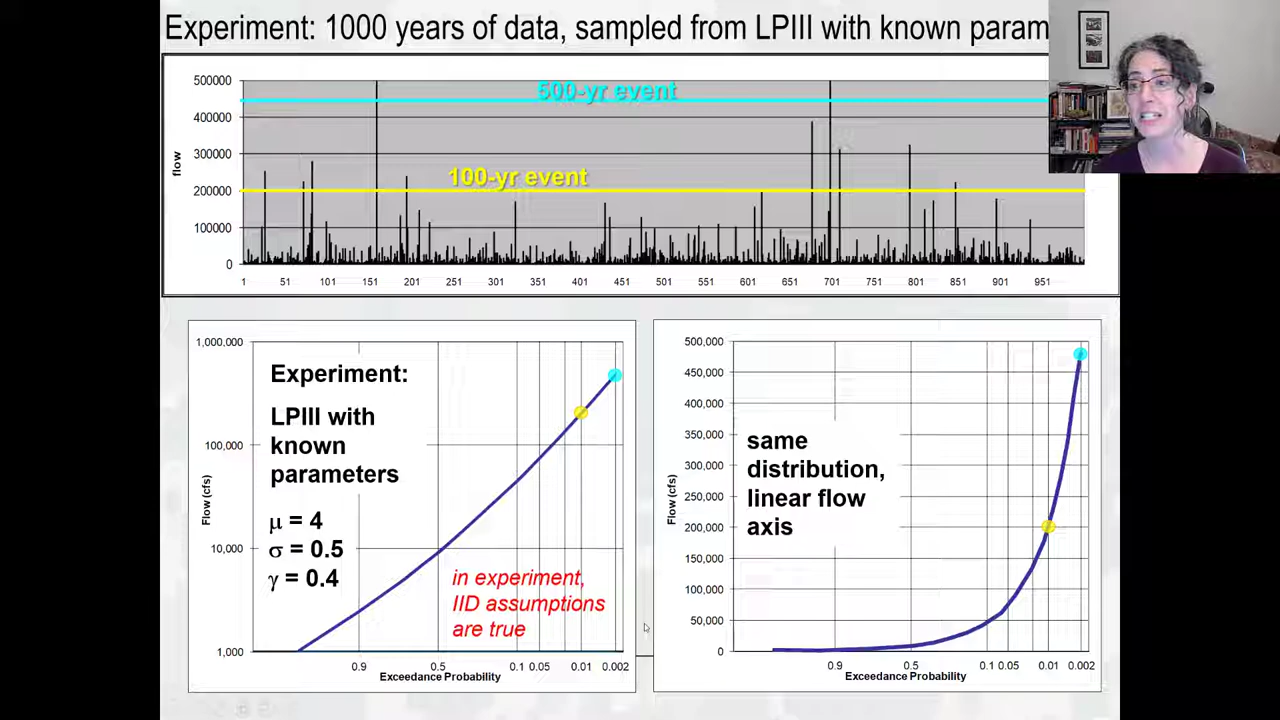 Experiment: 1000 years of data, sampled from LPIII with known param
500000
400000
300000
200000
100000
0
flow
500-yr event
100-yr event
1 51 101 151 201 251 301 351 401 451 501 551 601 651 701 751 801 851 901 951
1,000,000
100,000
10,000
1,000
Flow (cfs)
Experiment:
LPIII with
known
parameters
μ = 4
σ = 0.5
γ = 0.4
in experiment,
IID assumptions
are true
0.9 0.5 0.1 0.05 0.01 0.002
Exceedance Probability
500,000
450,000
400,000
350,000
300,000
250,000
200,000
150,000
100,000
50,000
0
Flow (cfs)
same
distribution,
linear flow
axis
0.9 0.5 0.1 0.05 0.01 0.002
Exceedance Probability